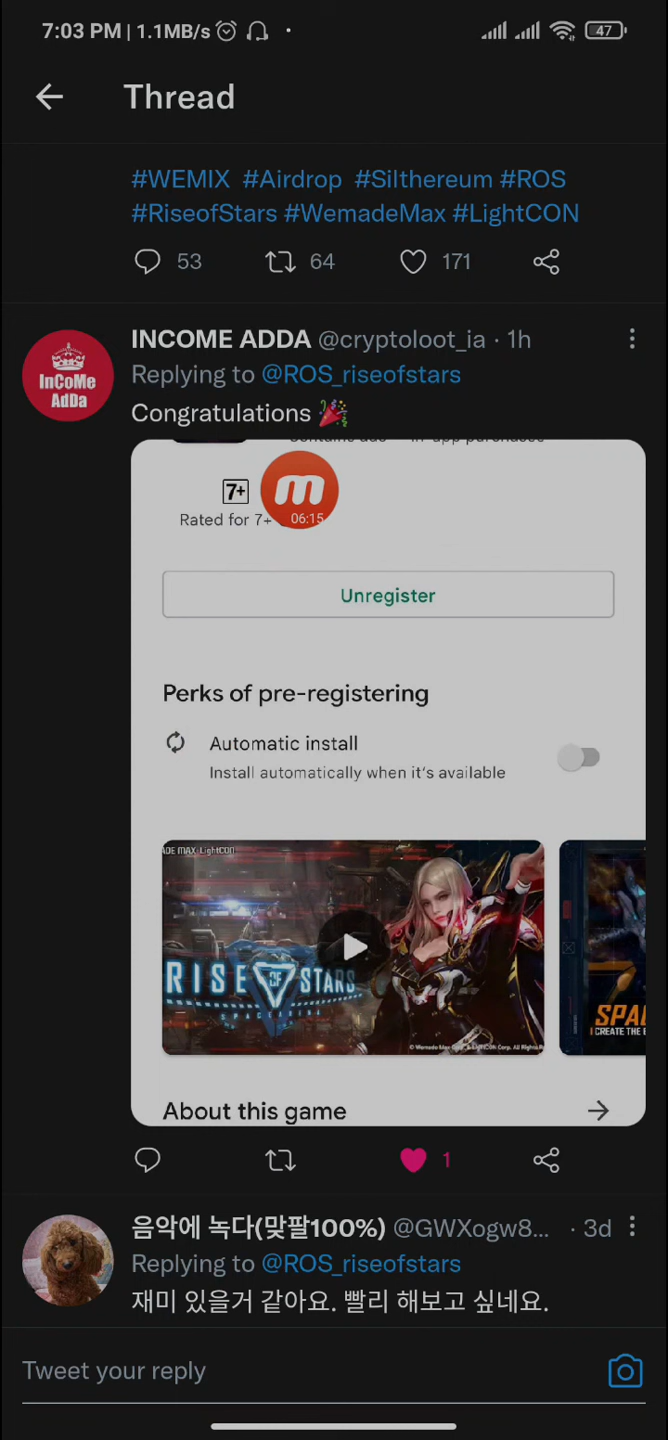 7:03 PM | 1.1MB/s
47
Thread
#WEMIX #Airdrop #Silthereum #ROS
#RiseofStars #WemadeMax #LightCON
53
64
171
INCOME ADDA @cryptoloot_ia · 1h
InCoMe
AdDa
Replying to @ROS_riseofstars
Congratulations 🎉
Contains ads
In-app purchases
7+
m
Rated for 7+
06:15
Unregister
Perks of pre-registering
Automatic install
Install automatically when it's available
ADE MAX LightCON
RISE OF STARS
SPACE
I CREATE THE
About this game
1
음악에 녹다(맞팔100%) @GWXogw8... · 3d
Replying to @ROS_riseofstars
재미 있을거 같아요. 빨리 해보고 싶네요.
Tweet your reply